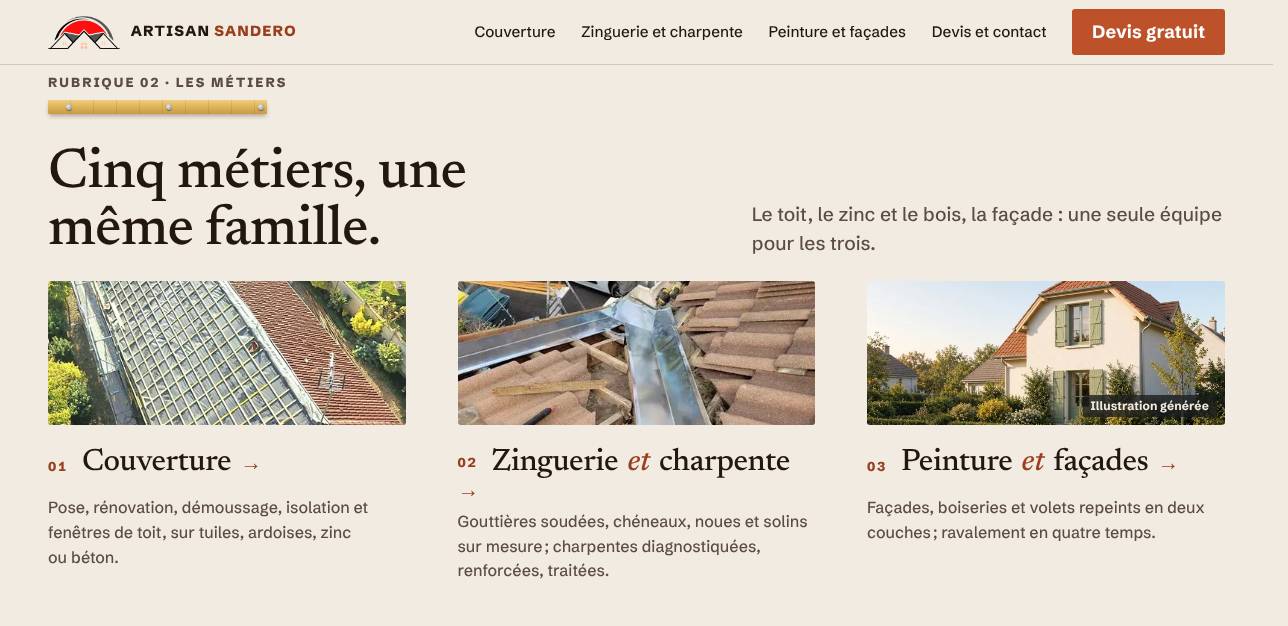 ARTISAN SANDERO
Couverture
Zinguerie et charpente
Peinture et façades
Devis et contact
Devis gratuit
RUBRIQUE 02 · LES MÉTIERS
Cinq métiers, une
même famille.
Le toit, le zinc et le bois, la façade : une seule équipe
pour les trois.
Illustration générée
01 Couverture →
Pose, rénovation, démoussage, isolation et
fenêtres de toit, sur tuiles, ardoises, zinc
ou béton.
02 Zinguerie et charpente
→
Gouttières soudées, chéneaux, noues et solins
sur mesure ; charpentes diagnostiquées,
renforcées, traitées.
03 Peinture et façades →
Façades, boiseries et volets repeints en deux
couches ; ravalement en quatre temps.